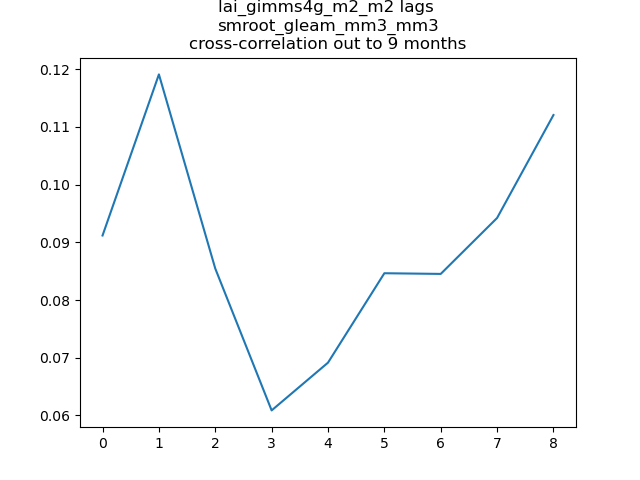 lai_gimms4g_m2_m2 lags
smroot_gleam_mm3_mm3
cross-correlation out to 9 months
0.12
0.11
0.10
0.09
0.08
0.07
0.06
0 1 2 3 4 5 6 7 8